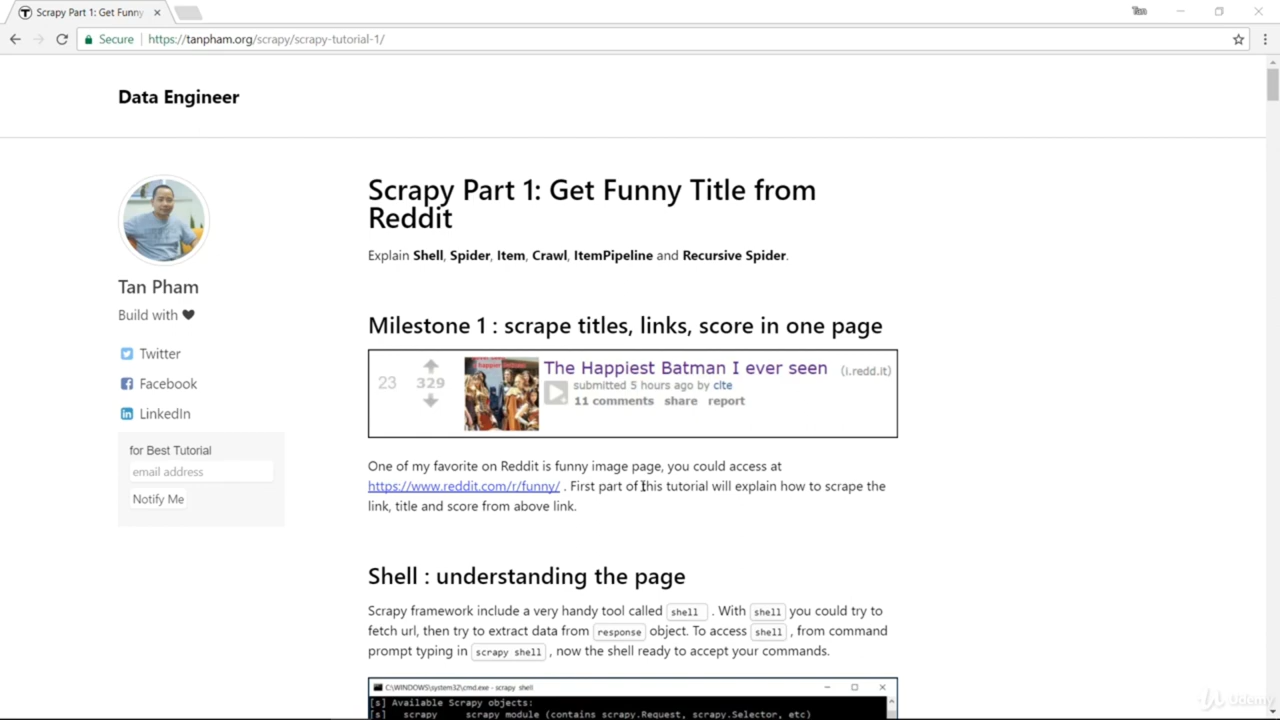 Scrapy Part 1: Get Funny
Tan
Secure
https://tanpham.org/scrapy/scrapy-tutorial-1/
Data Engineer
Tan Pham
Build with ❤
Twitter
Facebook
LinkedIn
for Best Tutorial
email address
Notify Me
Scrapy Part 1: Get Funny Title from
Reddit
Explain Shell, Spider, Item, Crawl, ItemPipeline and Recursive Spider.
Milestone 1 : scrape titles, links, score in one page
23
329
The Happiest Batman I ever seen (i.redd.it)
submitted 5 hours ago by cite
11 comments share report
One of my favorite on Reddit is funny image page, you could access at
https://www.reddit.com/r/funny/ . First part of this tutorial will explain how to scrape the
link, title and score from above link.
Shell : understanding the page
Scrapy framework include a very handy tool called shell . With shell you could try to
fetch url, then try to extract data from response object. To access shell , from command
prompt typing in scrapy shell , now the shell ready to accept your commands.
C:\WINDOWS\system32\cmd.exe - scrapy shell
[s] Available Scrapy objects:
[s] scrapy scrapy module (contains scrapy.Request, scrapy.Selector, etc)
Udemy